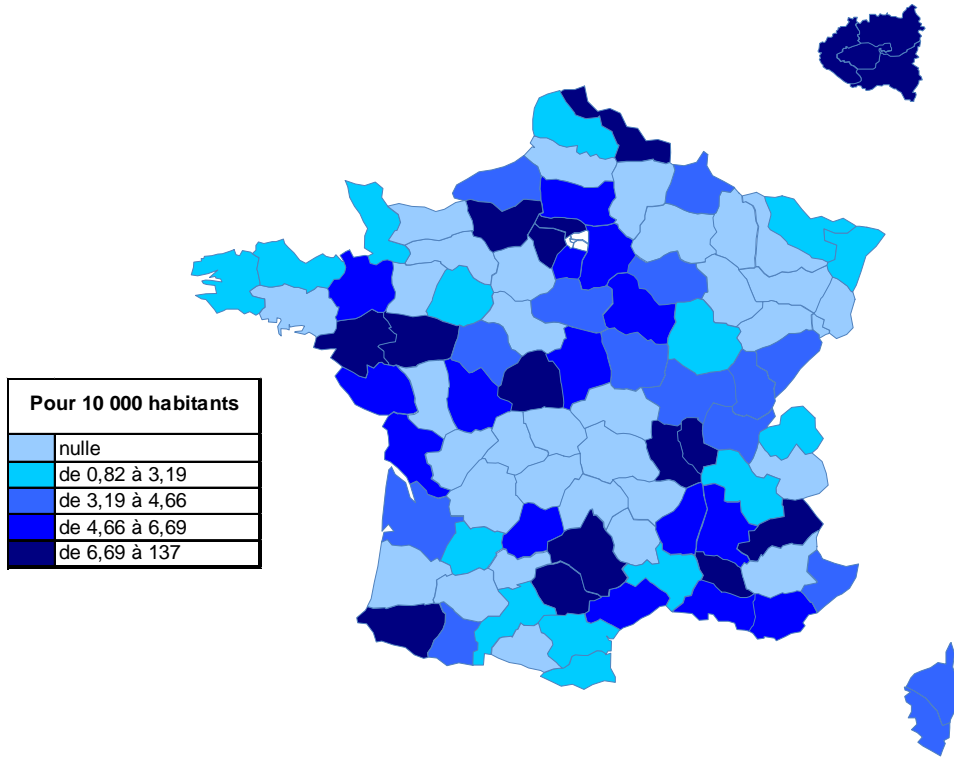 Pour 10 000 habitants
nulle
de 0,82 à 3,19
de 3,19 à 4,66
de 4,66 à 6,69
de 6,69 à 137